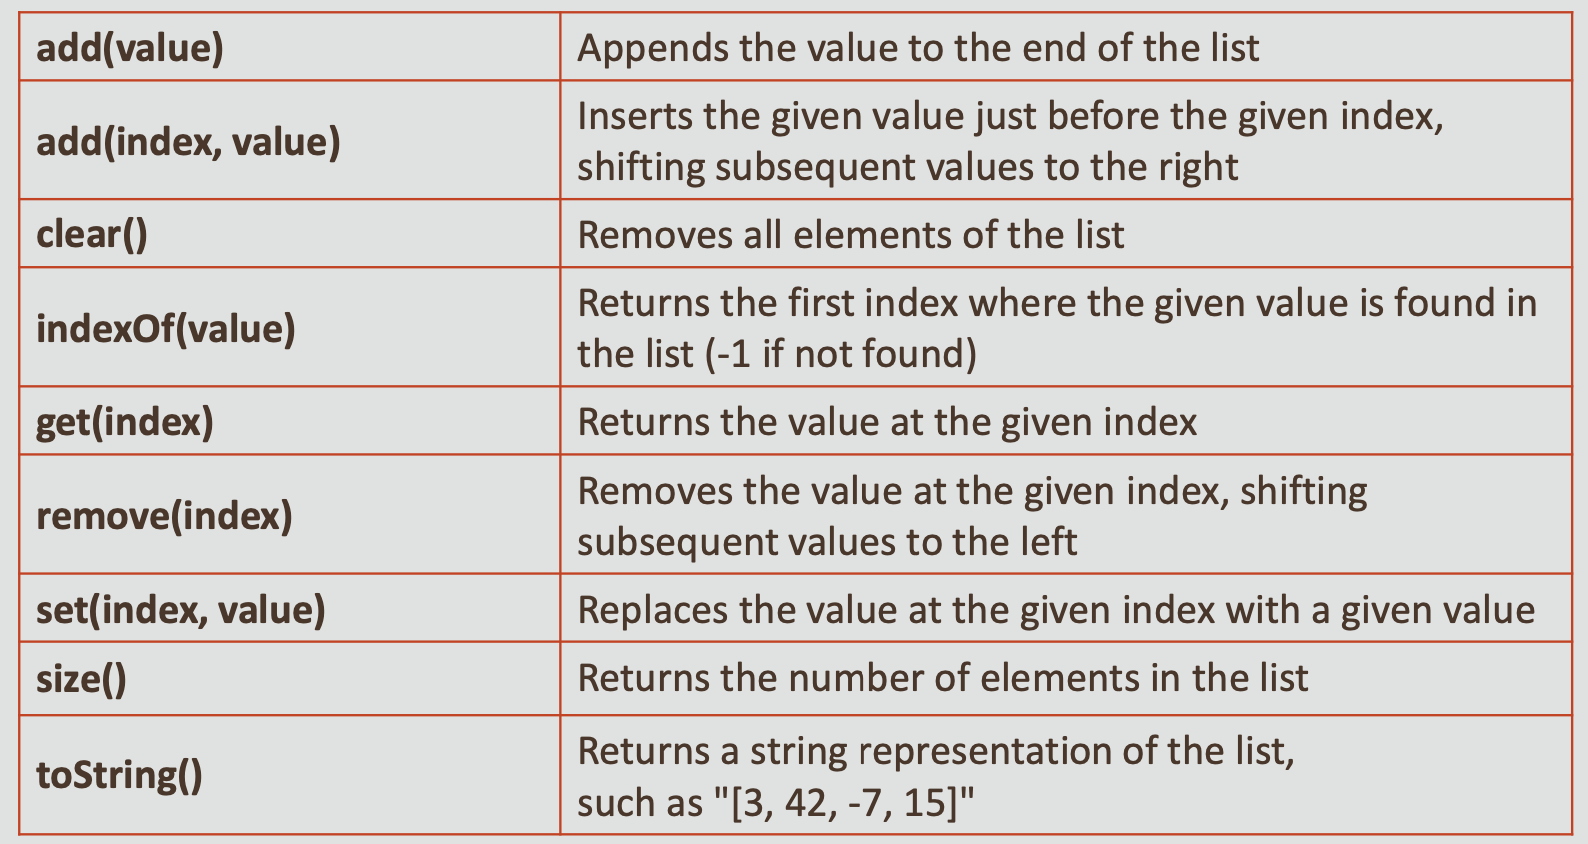 add(value)
Appends the value to the end of the list
add(index, value)
Inserts the given value just before the given index,
shifting subsequent values to the right
clear()
Removes all elements of the list
indexOf(value)
Returns the first index where the given value is found in
the list (-1 if not found)
get(index)
Returns the value at the given index
remove(index)
Removes the value at the given index, shifting
subsequent values to the left
set(index, value)
Replaces the value at the given index with a given value
size()
Returns the number of elements in the list
toString()
Returns a string representation of the list,
such as "[3, 42, -7, 15]"